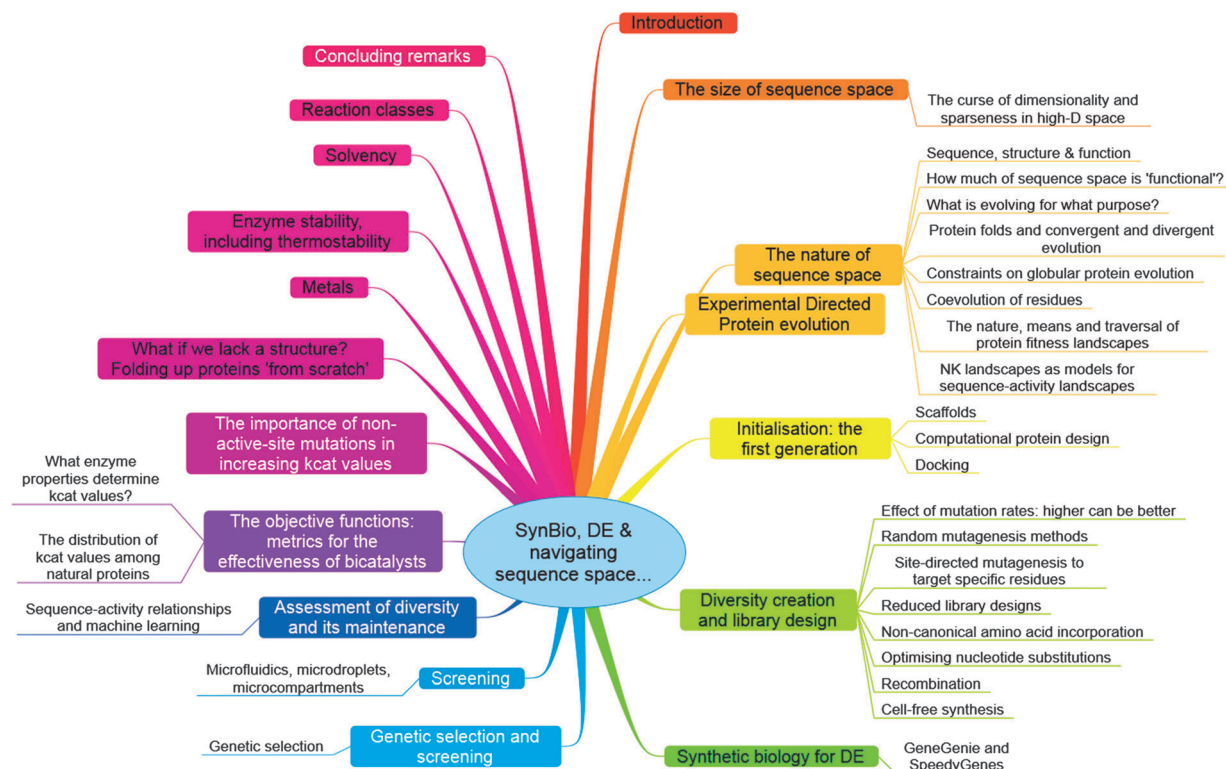 Introduction
The size of sequence space
The curse of dimensionality and
sparseness in high-D space
The nature of
sequence space
Sequence, structure & function
How much of sequence space is 'functional'?
What is evolving for what purpose?
Protein folds and convergent and divergent
evolution
Constraints on globular protein evolution
Coevolution of residues
The nature, means and traversal of
protein fitness landscapes
NK landscapes as models for
sequence-activity landscapes
Experimental Directed
Protein evolution
Initialisation: the
first generation
Scaffolds
Computational protein design
Docking
Diversity creation
and library design
Effect of mutation rates: higher can be better
Random mutagenesis methods
Site-directed mutagenesis to
target specific residues
Reduced library designs
Non-canonical amino acid incorporation
Optimising nucleotide substitutions
Recombination
Cell-free synthesis
Synthetic biology for DE
GeneGenie and
SpeedyGenes
SynBio, DE &
navigating
sequence space...
Concluding remarks
Reaction classes
Solvency
Enzyme stability,
including thermostability
Metals
What if we lack a structure?
Folding up proteins 'from scratch'
The importance of non-
active-site mutations in
increasing kcat values
The objective functions:
metrics for the
effectiveness of bicatalysts
What enzyme
properties determine
kcat values?
The distribution of
kcat values among
natural proteins
Assessment of diversity
and its maintenance
Sequence-activity relationships
and machine learning
Screening
Microfluidics, microdroplets,
microcompartments
Genetic selection and
screening
Genetic selection